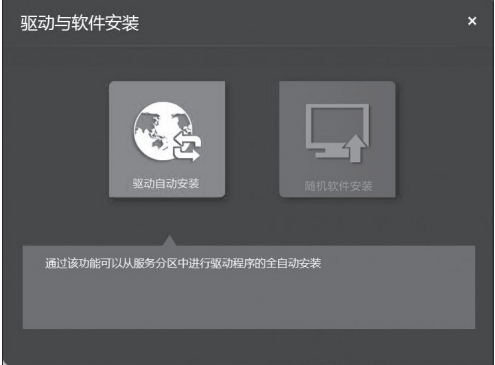 驱动与软件安装
驱动自动安装
随机软件安装
通过该功能可以从服务分区中进行驱动程序的全自动安装